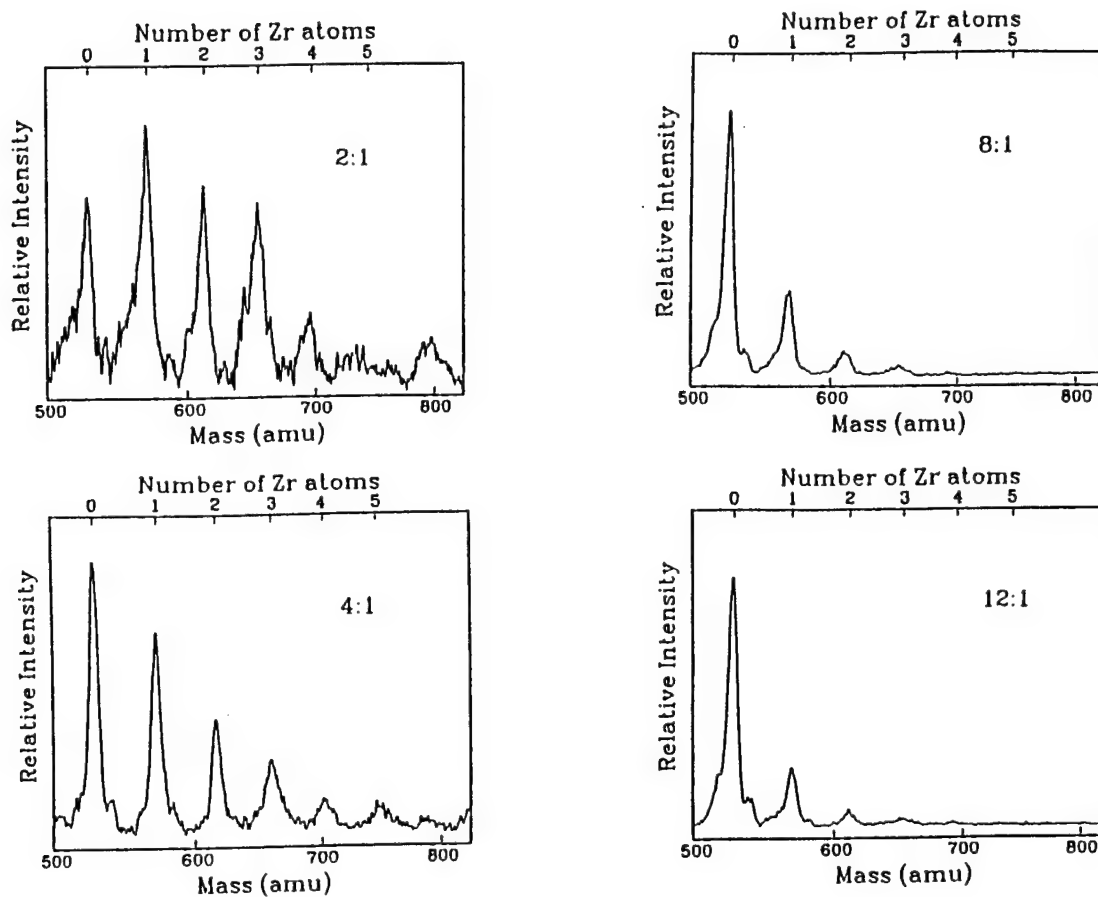 Number of Zr atoms
0 1 2 3 4 5
Relative Intensity
2:1
500 600 700 800
Mass (amu)
Number of Zr atoms
0 1 2 3 4 5
Relative Intensity
8:1
500 600 700 800
Mass (amu)
Number of Zr atoms
0 1 2 3 4 5
Relative Intensity
4:1
500 600 700 800
Mass (amu)
Number of Zr atoms
0 1 2 3 4 5
Relative Intensity
12:1
500 600 700 800
Mass (amu)